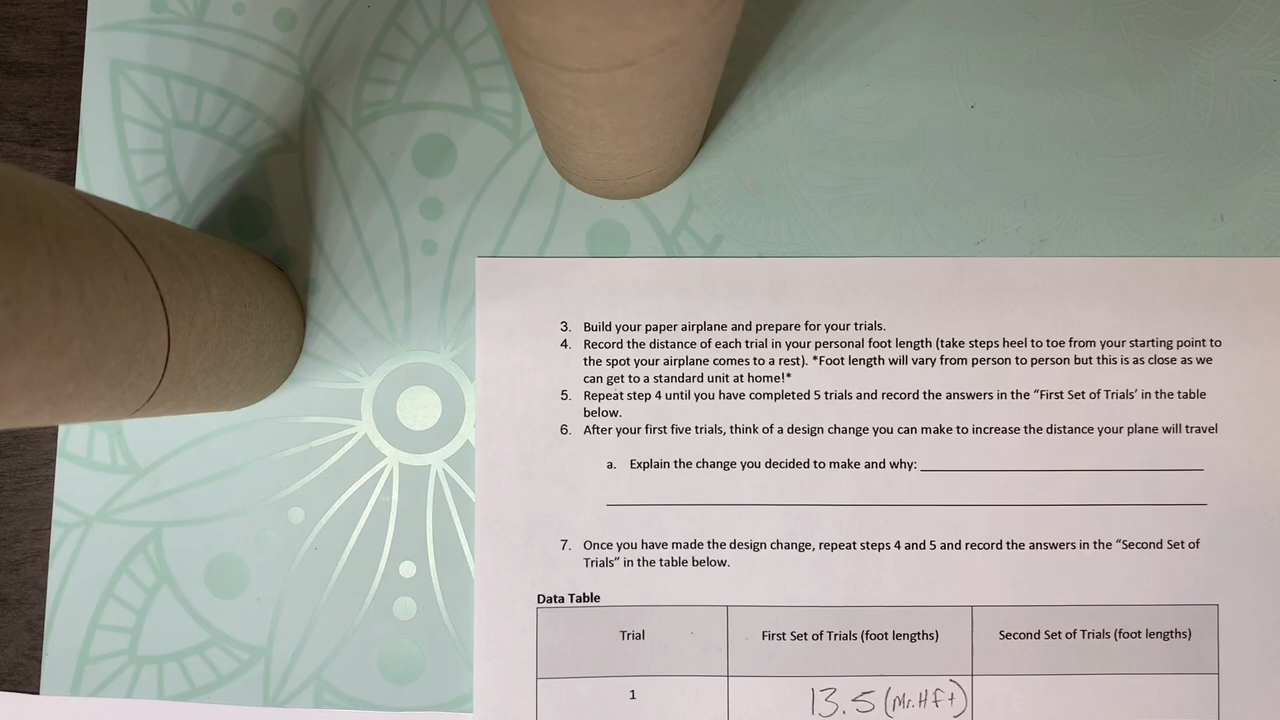 3. Build your paper airplane and prepare for your trials.
4. Record the distance of each trial in your personal foot length (take steps heel to toe from your starting point to
the spot your airplane comes to a rest). *Foot length will vary from person to person but this is as close as we
can get to a standard unit at home!*
5. Repeat step 4 until you have completed 5 trials and record the answers in the “First Set of Trials’ in the table
below.
6. After your first five trials, think of a design change you can make to increase the distance your plane will travel
a. Explain the change you decided to make and why:
7. Once you have made the design change, repeat steps 4 and 5 and record the answers in the “Second Set of
Trials” in the table below.
Data Table
Trial First Set of Trials (foot lengths) Second Set of Trials (foot lengths)
1 13.5 (Mr.H ft)